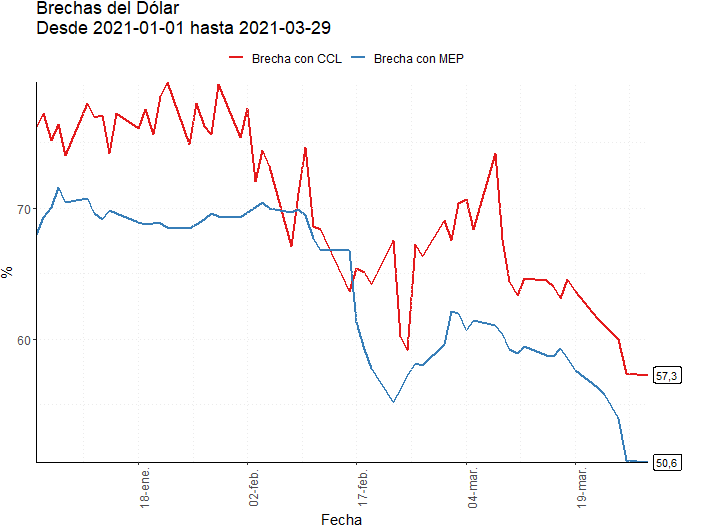 Brechas del Dólar
Desde 2021-01-01 hasta 2021-03-29
Brecha con CCL
Brecha con MEP
70
%
60
57,3
50,6
18-ene.
02-feb.
17-feb.
04-mar.
19-mar.
Fecha